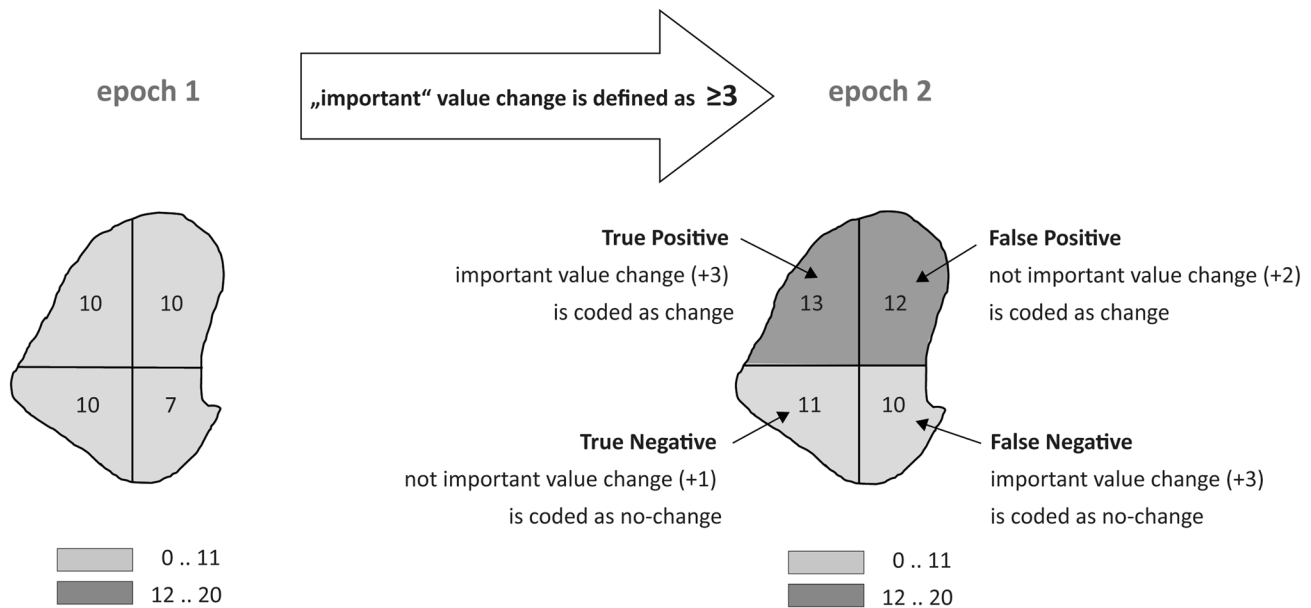 epoch 1
„important“ value change is defined as ≥3
epoch 2
10
10
10
7
0 .. 11
12 .. 20
True Positive
important value change (+3)
is coded as change
False Positive
not important value change (+2)
is coded as change
13
12
11
10
True Negative
not important value change (+1)
is coded as no-change
False Negative
important value change (+3)
is coded as no-change
0 .. 11
12 .. 20